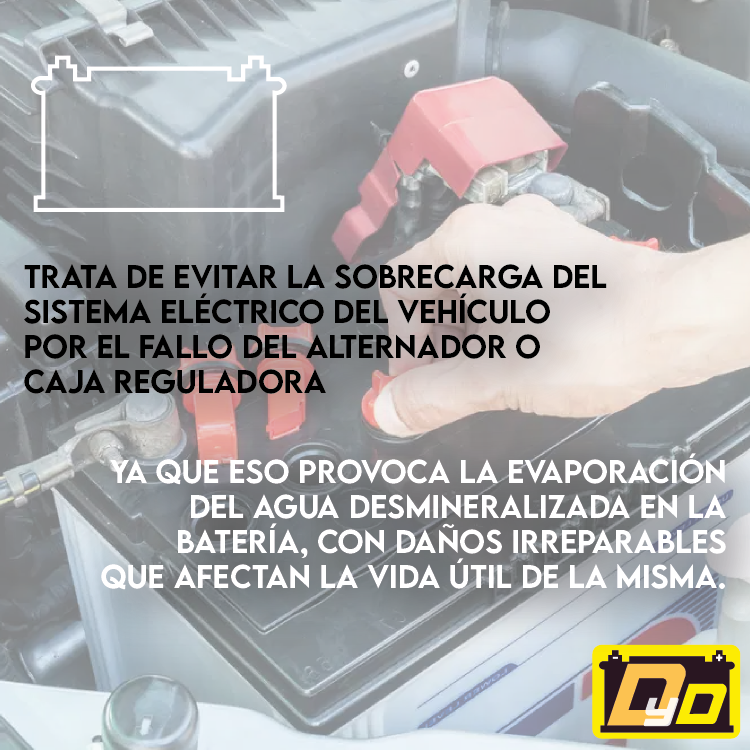 TRATA DE EVITAR LA SOBRECARGA DEL
SISTEMA ELÉCTRICO DEL VEHÍCULO
POR EL FALLO DEL ALTERNADOR O
CAJA REGULADORA
YA QUE ESO PROVOCA LA EVAPORACIÓN
DEL AGUA DESMINERALIZADA EN LA
BATERÍA, CON DAÑOS IRREPARABLES
QUE AFECTAN LA VIDA ÚTIL DE LA MISMA.
DyD